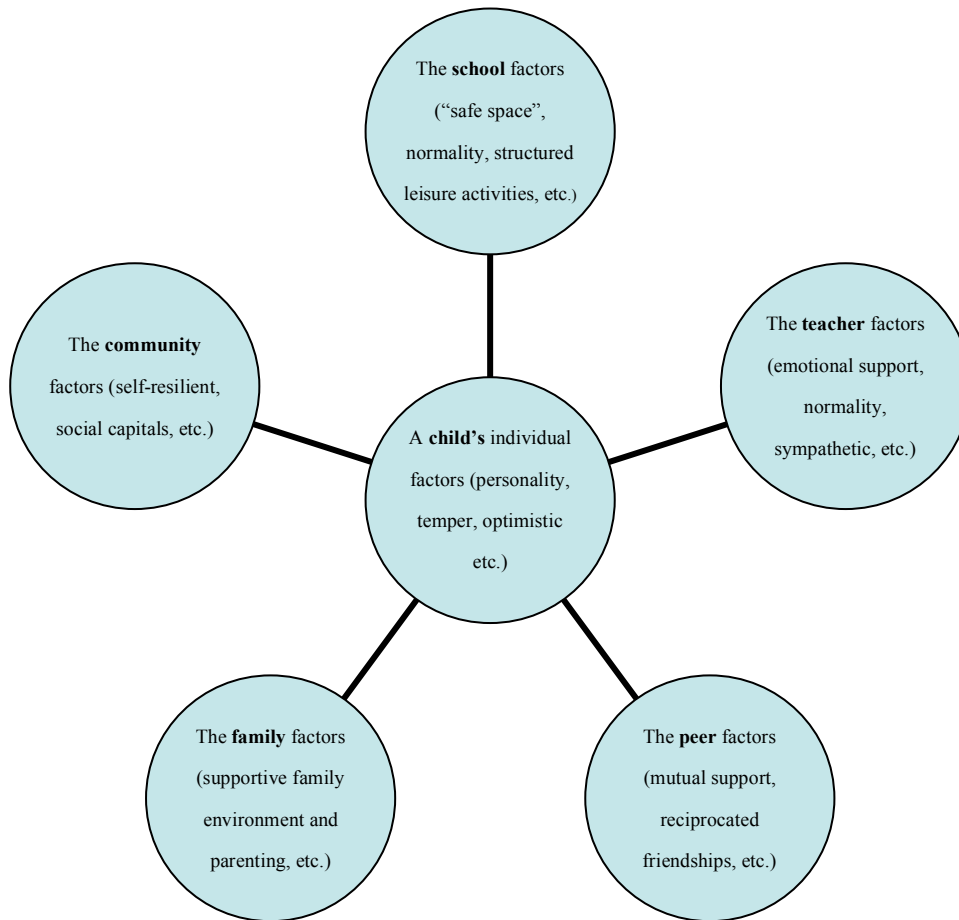 The school factors
(“safe space”,
normality, structured
leisure activities, etc.)
The community
factors (self-resilient,
social capitals, etc.)
The teacher factors
(emotional support,
normality,
sympathetic, etc.)
A child’s individual
factors (personality,
temper, optimistic
etc.)
The family factors
(supportive family
environment and
parenting, etc.)
The peer factors
(mutual support,
reciprocated
friendships, etc.)